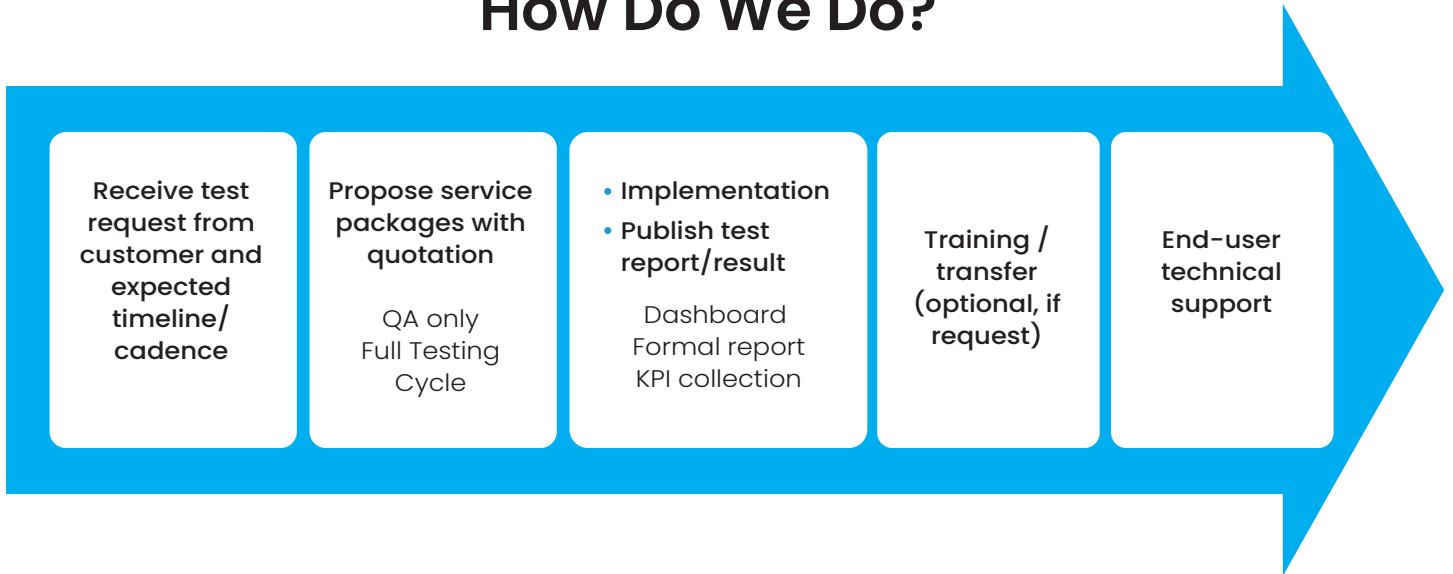 How Do We Do?
Receive test
request from
customer and
expected
timeline/
cadence
Propose service
packages with
quotation
QA only
Full Testing
Cycle
• Implementation
• Publish test
report/result
Dashboard
Formal report
KPI collection
Training /
transfer
(optional, if
request)
End-user
technical
support